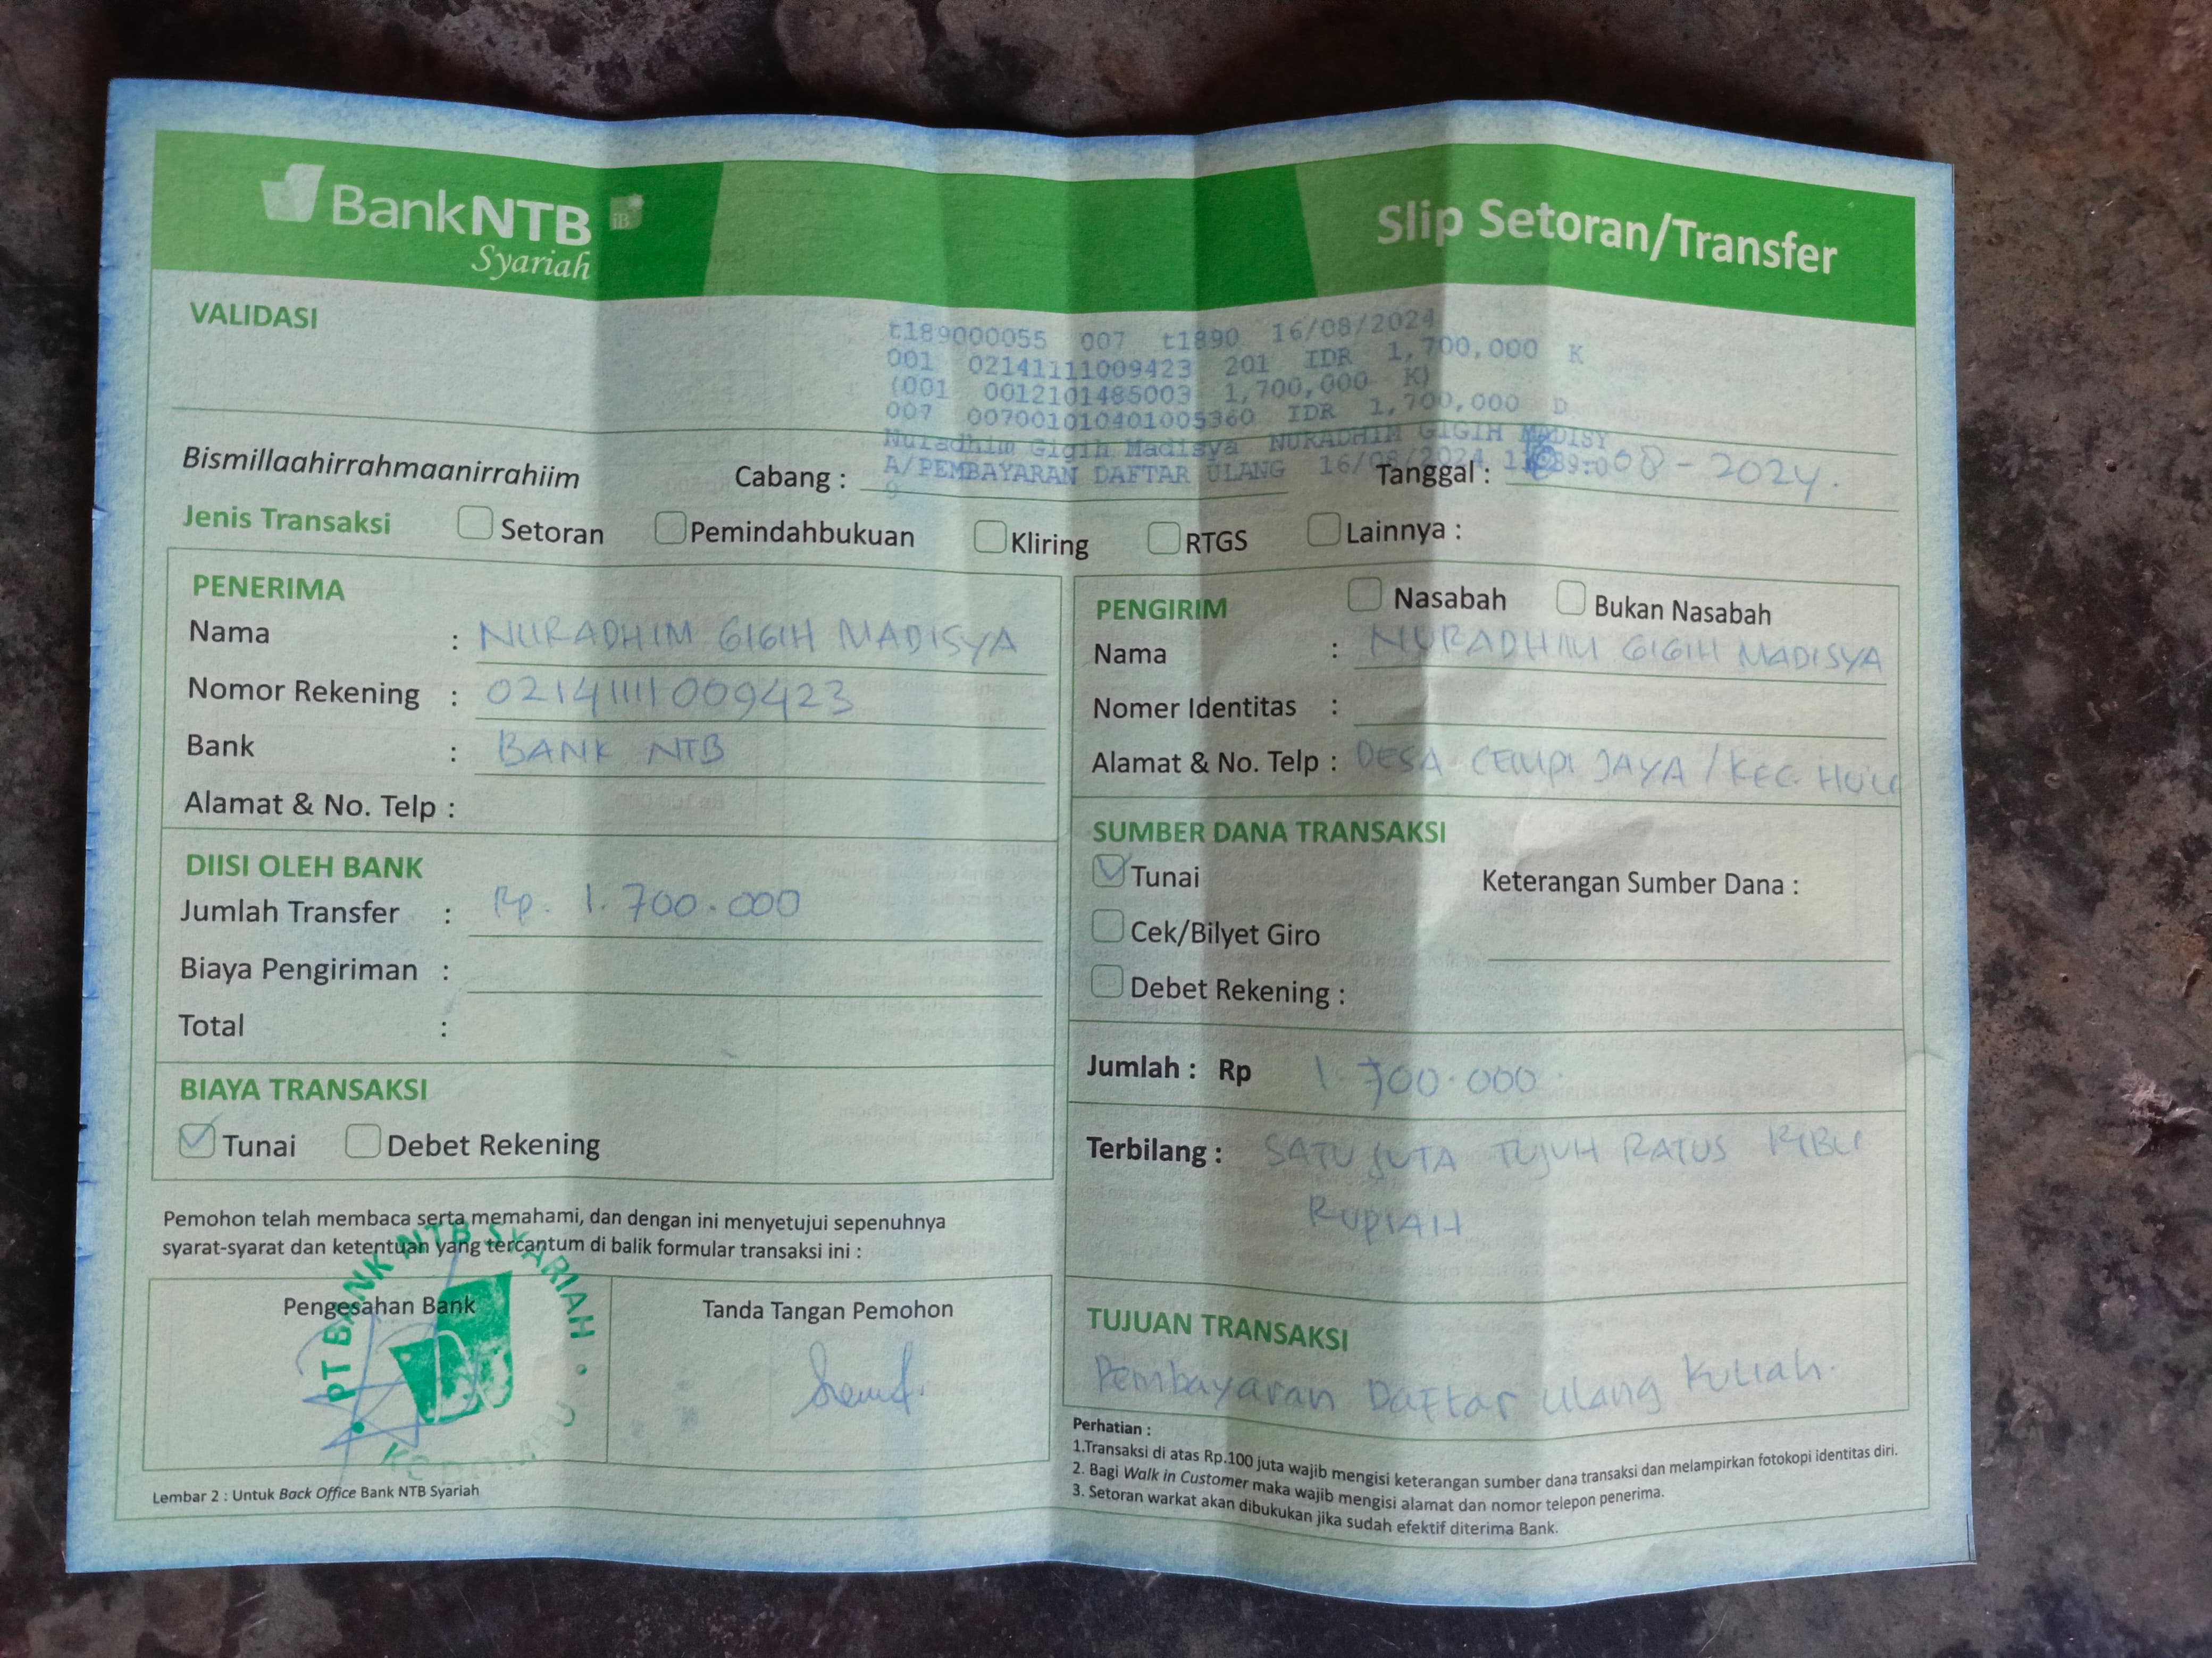 BankNTB
Syariah
Slip Setoran/Transfer
VALIDASI
t189000055 007 t1890 16/08/2024
001 02141111009423 201 IDR 1,700,000 K
(001 0012101485003 1,700,000 K)
007 007001010401005360 IDR 1,700,000 D
Nuradhim Gigih Madisya NURADHIM GIGIH MADISY
A/PEMBAYARAN DAFTAR ULANG 16/08/2024
9
Bismillaahirrahmaanirrahiim Cabang : Tanggal : 08 - 2024.
Jenis Transaksi Setoran Pemindahbukuan Kliring RTGS Lainnya :
PENERIMA
Nama : NURADHIM GIGIH MADISYA
Nomor Rekening : 02141111009423
Bank : BANK NTB
Alamat & No. Telp :
DIISI OLEH BANK
Jumlah Transfer : Rp. 1.700.000
Biaya Pengiriman :
Total :
BIAYA TRANSAKSI
Tunai Debet Rekening
Pemohon telah membaca serta memahami, dan dengan ini menyetujui sepenuhnya
syarat-syarat dan ketentuan yang tercantum di balik formular transaksi ini :
Pengesahan Bank
PT BANK NTB SYARIAH
Tanda Tangan Pemohon
Lembar 2 : Untuk Back Office Bank NTB Syariah
PENGIRIM Nasabah Bukan Nasabah
Nama : NURADHIM GIGIH MADISYA
Nomer Identitas :
Alamat & No. Telp : DESA CEMPI JAYA / KEC. HU'U
SUMBER DANA TRANSAKSI
Tunai Keterangan Sumber Dana :
Cek/Bilyet Giro
Debet Rekening :
Jumlah : Rp 1.700.000
Terbilang : SATU JUTA TUJUH RATUS RIBU
RUPIAH
TUJUAN TRANSAKSI
Pembayaran Daftar Ulang Kuliah.
Perhatian :
1.Transaksi di atas Rp.100 juta wajib mengisi keterangan sumber dana transaksi dan melampirkan fotokopi identitas diri.
2. Bagi Walk in Customer maka wajib mengisi alamat dan nomor telepon penerima.
3. Setoran warkat akan dibukukan jika sudah efektif diterima Bank.